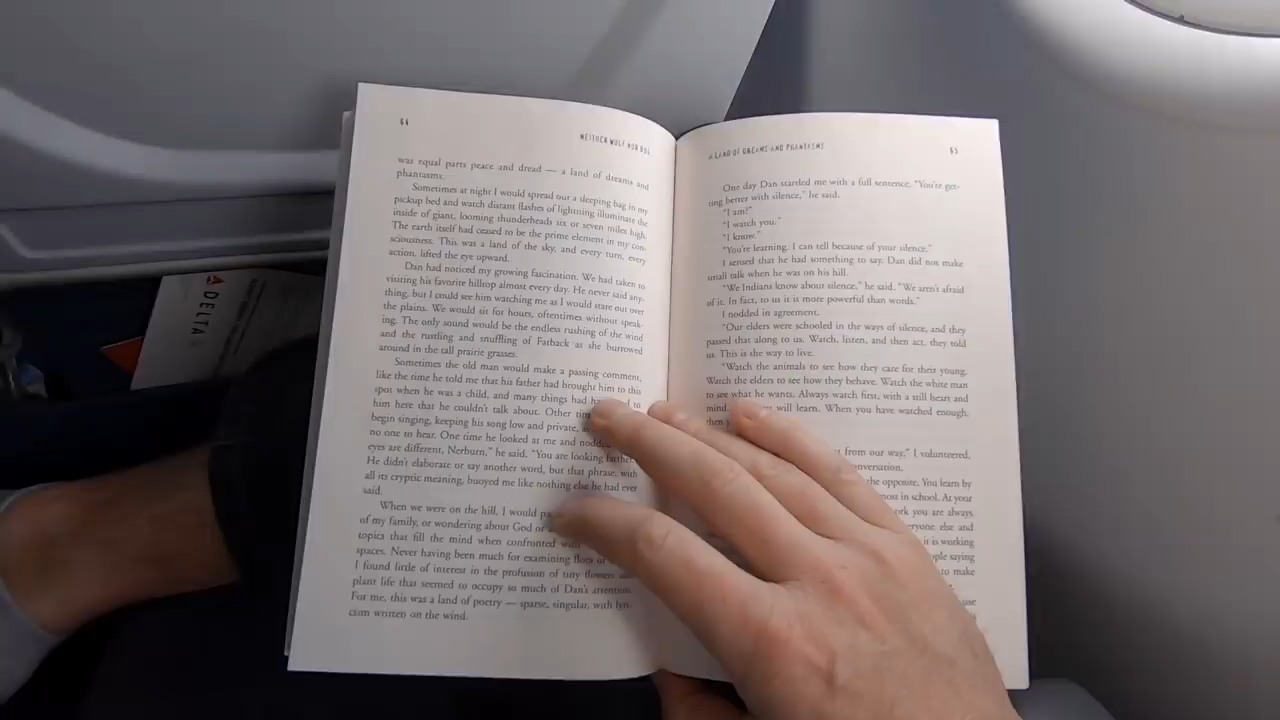 64
NEITHER WOLF NOR DOG
was equal parts peace and dread — a land of dreams and
phantasms.
Sometimes at night I would spread out a sleeping bag in my
pickup bed and watch distant flashes of lightning illuminate the
inside of giant, looming thunderheads six or seven miles high.
The earth itself had ceased to be the prime element in my con-
sciousness. This was a land of the sky, and every turn, every
action, lifted the eye upward.
Dan had noticed my growing fascination. We had taken to
visiting his favorite hilltop almost every day. He never said any-
thing, but I could see him watching me as I would stare out over
the plains. We would sit for hours, oftentimes without speak-
ing. The only sound would be the endless rushing of the wind
and the rustling and snuffling of Fatback as she burrowed
around in the tall prairie grasses.
Sometimes the old man would make a passing comment,
like the time he told me that his father had brought him to this
spot when he was a child, and many things had to
him here that he couldn't talk about. Other
begin singing, keeping his song low and private,
no one to hear. One time he looked at me and nodded.
eyes are different, Nerburn," he said. "You are looking farther."
He didn't elaborate or say another word, but that phrase, with
all its cryptic meaning, buoyed me like nothing else he had ever
said.
When we were on the hill, I would
of my family, or wondering about God or
topics that fill the mind when confronted with
spaces. Never having been much for examining flora or
I found little of interest in the profusion of tiny flowers
plant life that seemed to occupy so much of Dan's attention.
For me, this was a land of poetry — sparse, singular, with lyri-
cism written on the wind.
A LAND OF DREAMS AND PHANTASMS
65
One day Dan startled me with a full sentence. "You're get-
ting better with silence," he said.
"I am?"
"I watch you."
"I know."
"You're learning. I can tell because of your silence."
I sensed that he had something to say. Dan did not make
small talk when he was on his hill.
"We Indians know about silence," he said. "We aren't afraid
of it. In fact, to us it is more powerful than words."
I nodded in agreement.
"Our elders were schooled in the ways of silence, and they
passed that along to us. Watch, listen, and then act, they told
us. This is the way to live.
"Watch the animals to see how they care for their young.
Watch the elders to see how they behave. Watch the white man
to see what he wants. Always watch first, with a still heart and
mind, will learn. When you have watched enough,
then
from our way," I volunteered,
the opposite. You learn by
most in school. At your
you are always
everyone else and
it is working
people saying
to make
DELTA